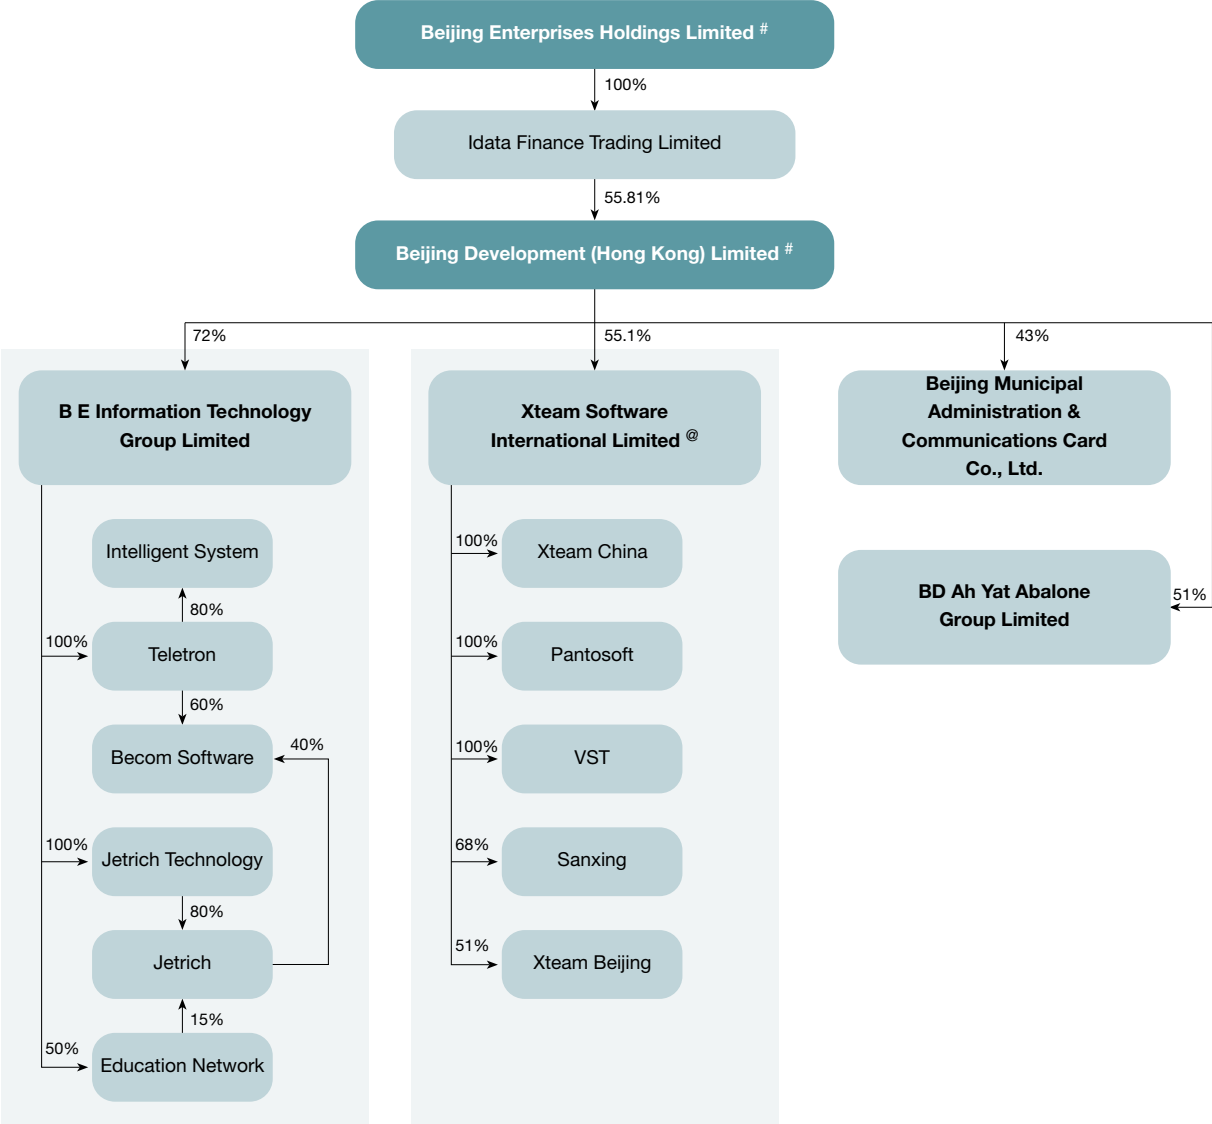 Beijing Enterprises Holdings Limited #
100%
Idata Finance Trading Limited
55.81%
Beijing Development (Hong Kong) Limited #
72%
55.1%
43%
B E Information Technology
Group Limited
Xteam Software
International Limited @
Beijing Municipal
Administration &
Communications Card
Co., Ltd.
Intelligent System
80%
100%
Teletron
60%
Becom Software
40%
100%
Jetrich Technology
80%
Jetrich
15%
50%
Education Network
100%
Xteam China
100%
Pantosoft
100%
VST
68%
Sanxing
51%
Xteam Beijing
BD Ah Yat Abalone
Group Limited
51%